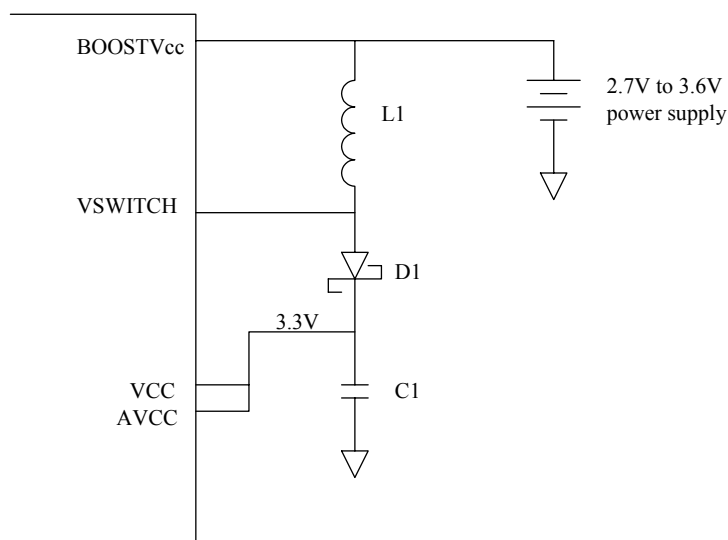 BOOSTVcc
2.7V to 3.6V
power supply
L1
VSWITCH
D1
3.3V
VCC
AVCC
C1